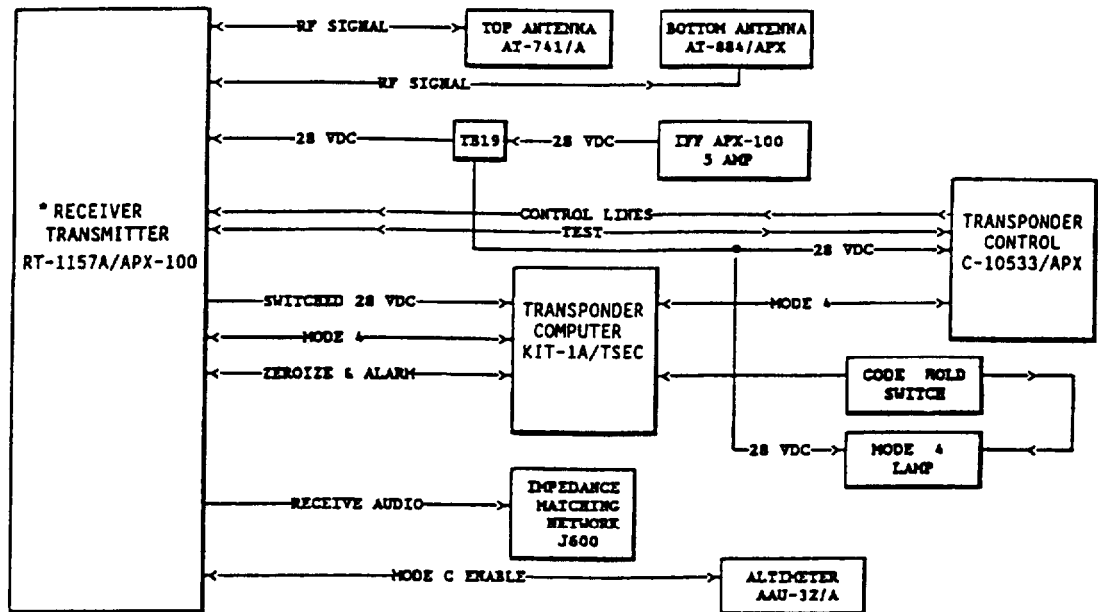 RF SIGNAL
TOP ANTENNA
AT-741/A
BOTTOM ANTENNA
AT-884/APX
RF SIGNAL
28 VDC
TB19
28 VDC
IFF APX-100
5 AMP
* RECEIVER
TRANSMITTER
RT-1157A/APX-100
CONTROL LINES
TEST
28 VDC
TRANSPONDER
CONTROL
C-10533/APX
SWITCHED 28 VDC
MODE 4
ZEROIZE & ALARM
TRANSPONDER
COMPUTER
KIT-1A/TSEC
MODE 4
CODE HOLD
SWITCH
28 VDC
MODE 4
LAMP
RECEIVE AUDIO
IMPEDANCE
MATCHING
NETWORK
J600
MODE C ENABLE
ALTIMETER
AAU-32/A